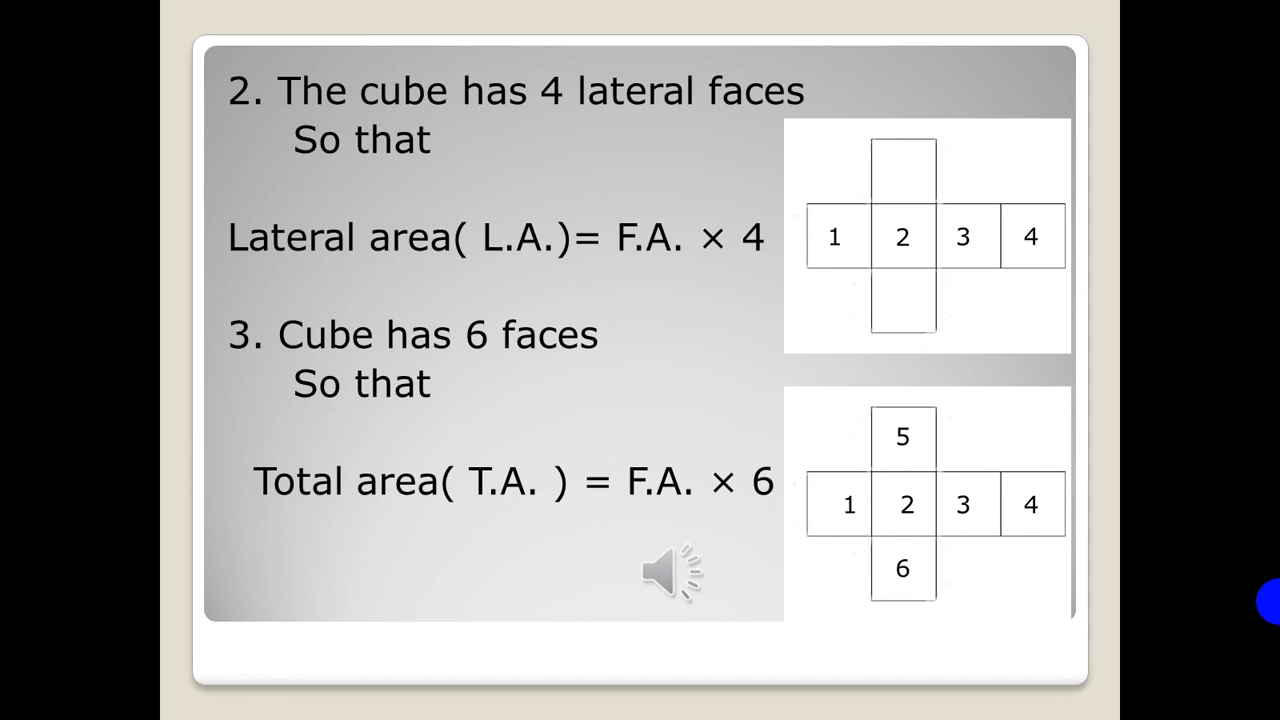 2. The cube has 4 lateral faces
So that
Lateral area( L.A.)= F.A. × 4
1 2 3 4
3. Cube has 6 faces
So that
Total area( T.A. ) = F.A. × 6
5
1 2 3 4
6